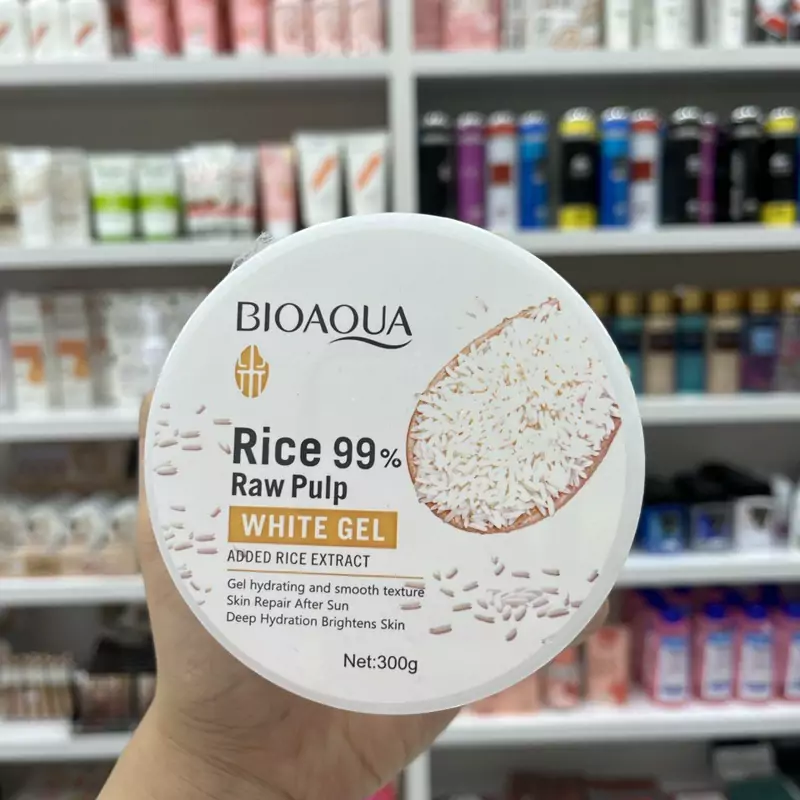 BIOAQUA
Rice 99%
Raw Pulp
WHITE GEL
ADDED RICE EXTRACT
Gel hydrating and smooth texture
Skin Repair After Sun
Deep Hydration Brightens Skin
Net:300g